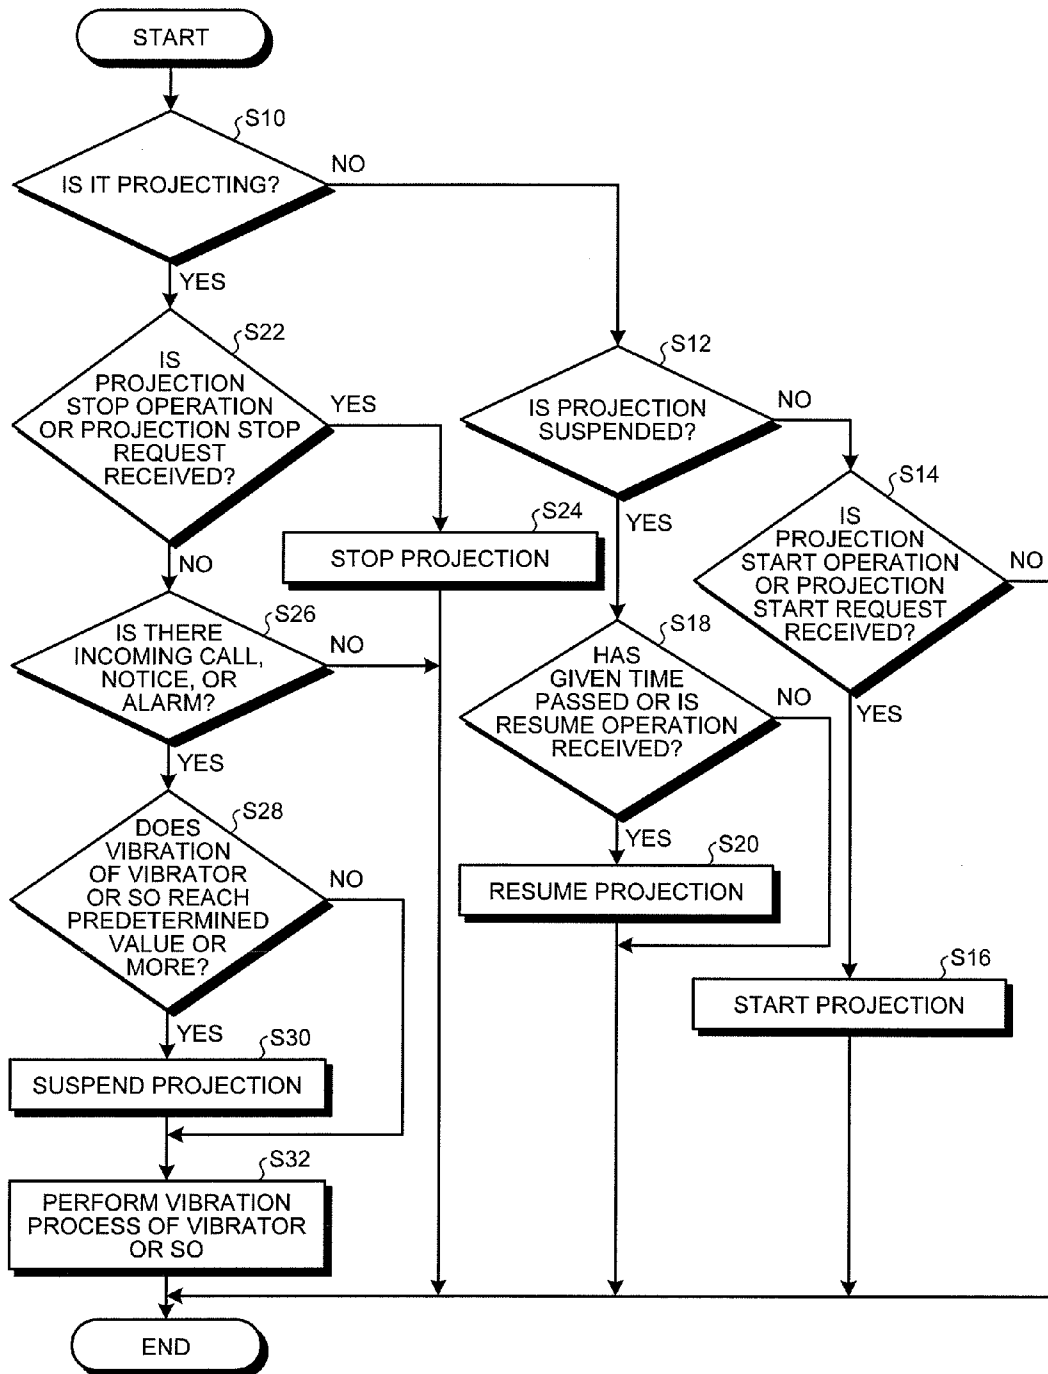 START
S10
IS IT PROJECTING?
NO
YES
S22
IS
PROJECTION
STOP OPERATION
OR PROJECTION STOP
REQUEST
RECEIVED?
YES
NO
S24
STOP PROJECTION
S26
IS THERE
INCOMING CALL,
NOTICE, OR
ALARM?
NO
YES
S28
DOES
VIBRATION
OF VIBRATOR
OR SO REACH
PREDETERMINED
VALUE OR
MORE?
NO
YES
S30
SUSPEND PROJECTION
S32
PERFORM VIBRATION
PROCESS OF VIBRATOR
OR SO
S12
IS PROJECTION
SUSPENDED?
NO
YES
S18
HAS
GIVEN TIME
PASSED OR IS
RESUME OPERATION
RECEIVED?
NO
YES
S20
RESUME PROJECTION
S14
IS
PROJECTION
START OPERATION
OR PROJECTION
START REQUEST
RECEIVED?
NO
YES
S16
START PROJECTION
END